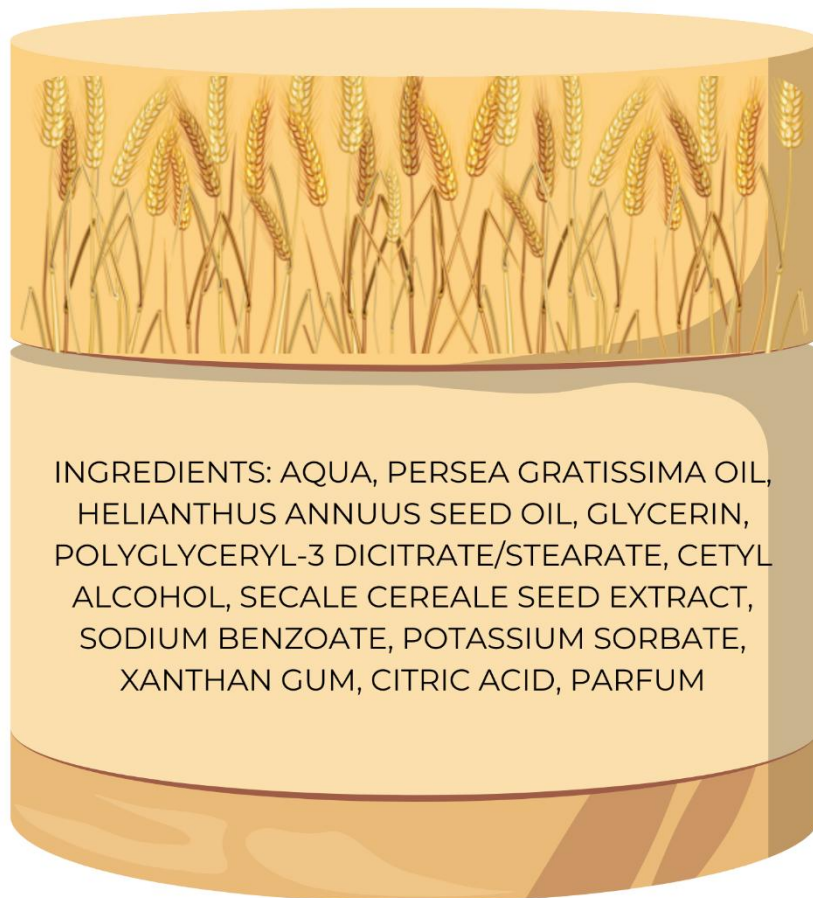 INGREDIENTS: AQUA, PERSEA GRATISSIMA OIL,
HELIANTHUS ANNUUS SEED OIL, GLYCERIN,
POLYGLYCERYL-3 DICITRATE/STEARATE, CETYL
ALCOHOL, SECALE CEREALE SEED EXTRACT,
SODIUM BENZOATE, POTASSIUM SORBATE,
XANTHAN GUM, CITRIC ACID, PARFUM